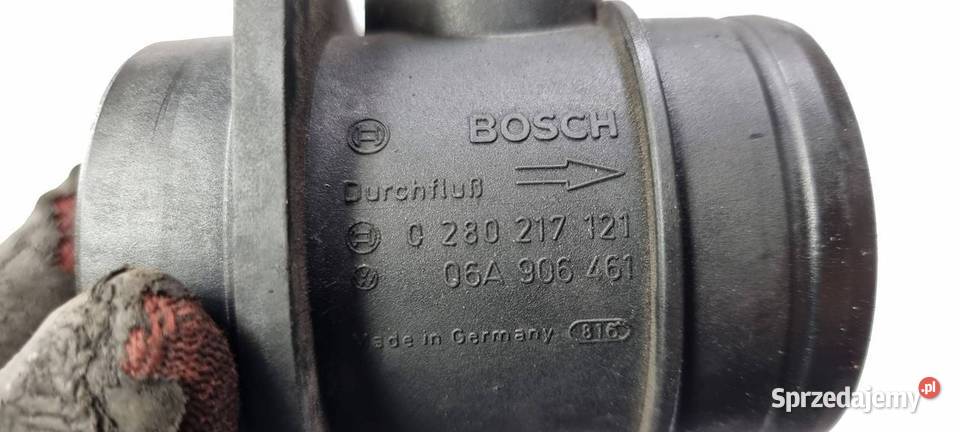 BOSCH
Durchfluß
0 280 217 121
06A 906 461
Made in Germany 816
Sprzedajemy.pl